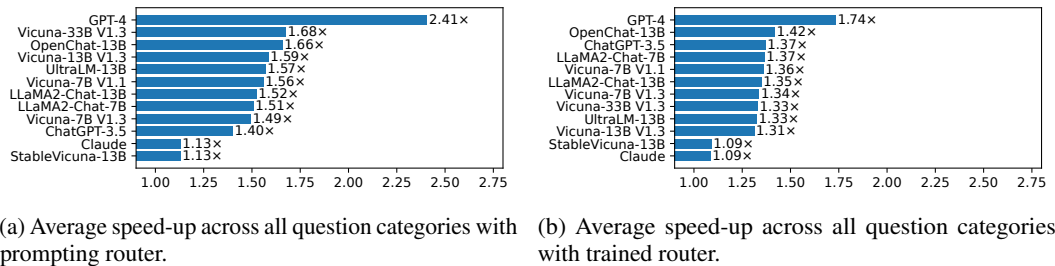 GPT-4 2.41×
Vicuna-33B V1.3 1.68×
OpenChat-13B 1.66×
Vicuna-13B V1.3 1.59×
UltraLM-13B 1.57×
Vicuna-7B V1.1 1.56×
LLaMA2-Chat-13B 1.52×
LLaMA2-Chat-7B 1.51×
Vicuna-7B V1.3 1.49×
ChatGPT-3.5 1.40×
Claude 1.13×
StableVicuna-13B 1.13×
1.00 1.25 1.50 1.75 2.00 2.25 2.50 2.75
(a) Average speed-up across all question categories with
prompting router.
GPT-4 1.74×
OpenChat-13B 1.42×
ChatGPT-3.5 1.37×
LLaMA2-Chat-7B 1.37×
Vicuna-7B V1.1 1.36×
LLaMA2-Chat-13B 1.35×
Vicuna-7B V1.3 1.34×
Vicuna-33B V1.3 1.33×
UltraLM-13B 1.33×
Vicuna-13B V1.3 1.31×
StableVicuna-13B 1.09×
Claude 1.09×
1.00 1.25 1.50 1.75 2.00 2.25 2.50 2.75
(b) Average speed-up across all question categories
with trained router.